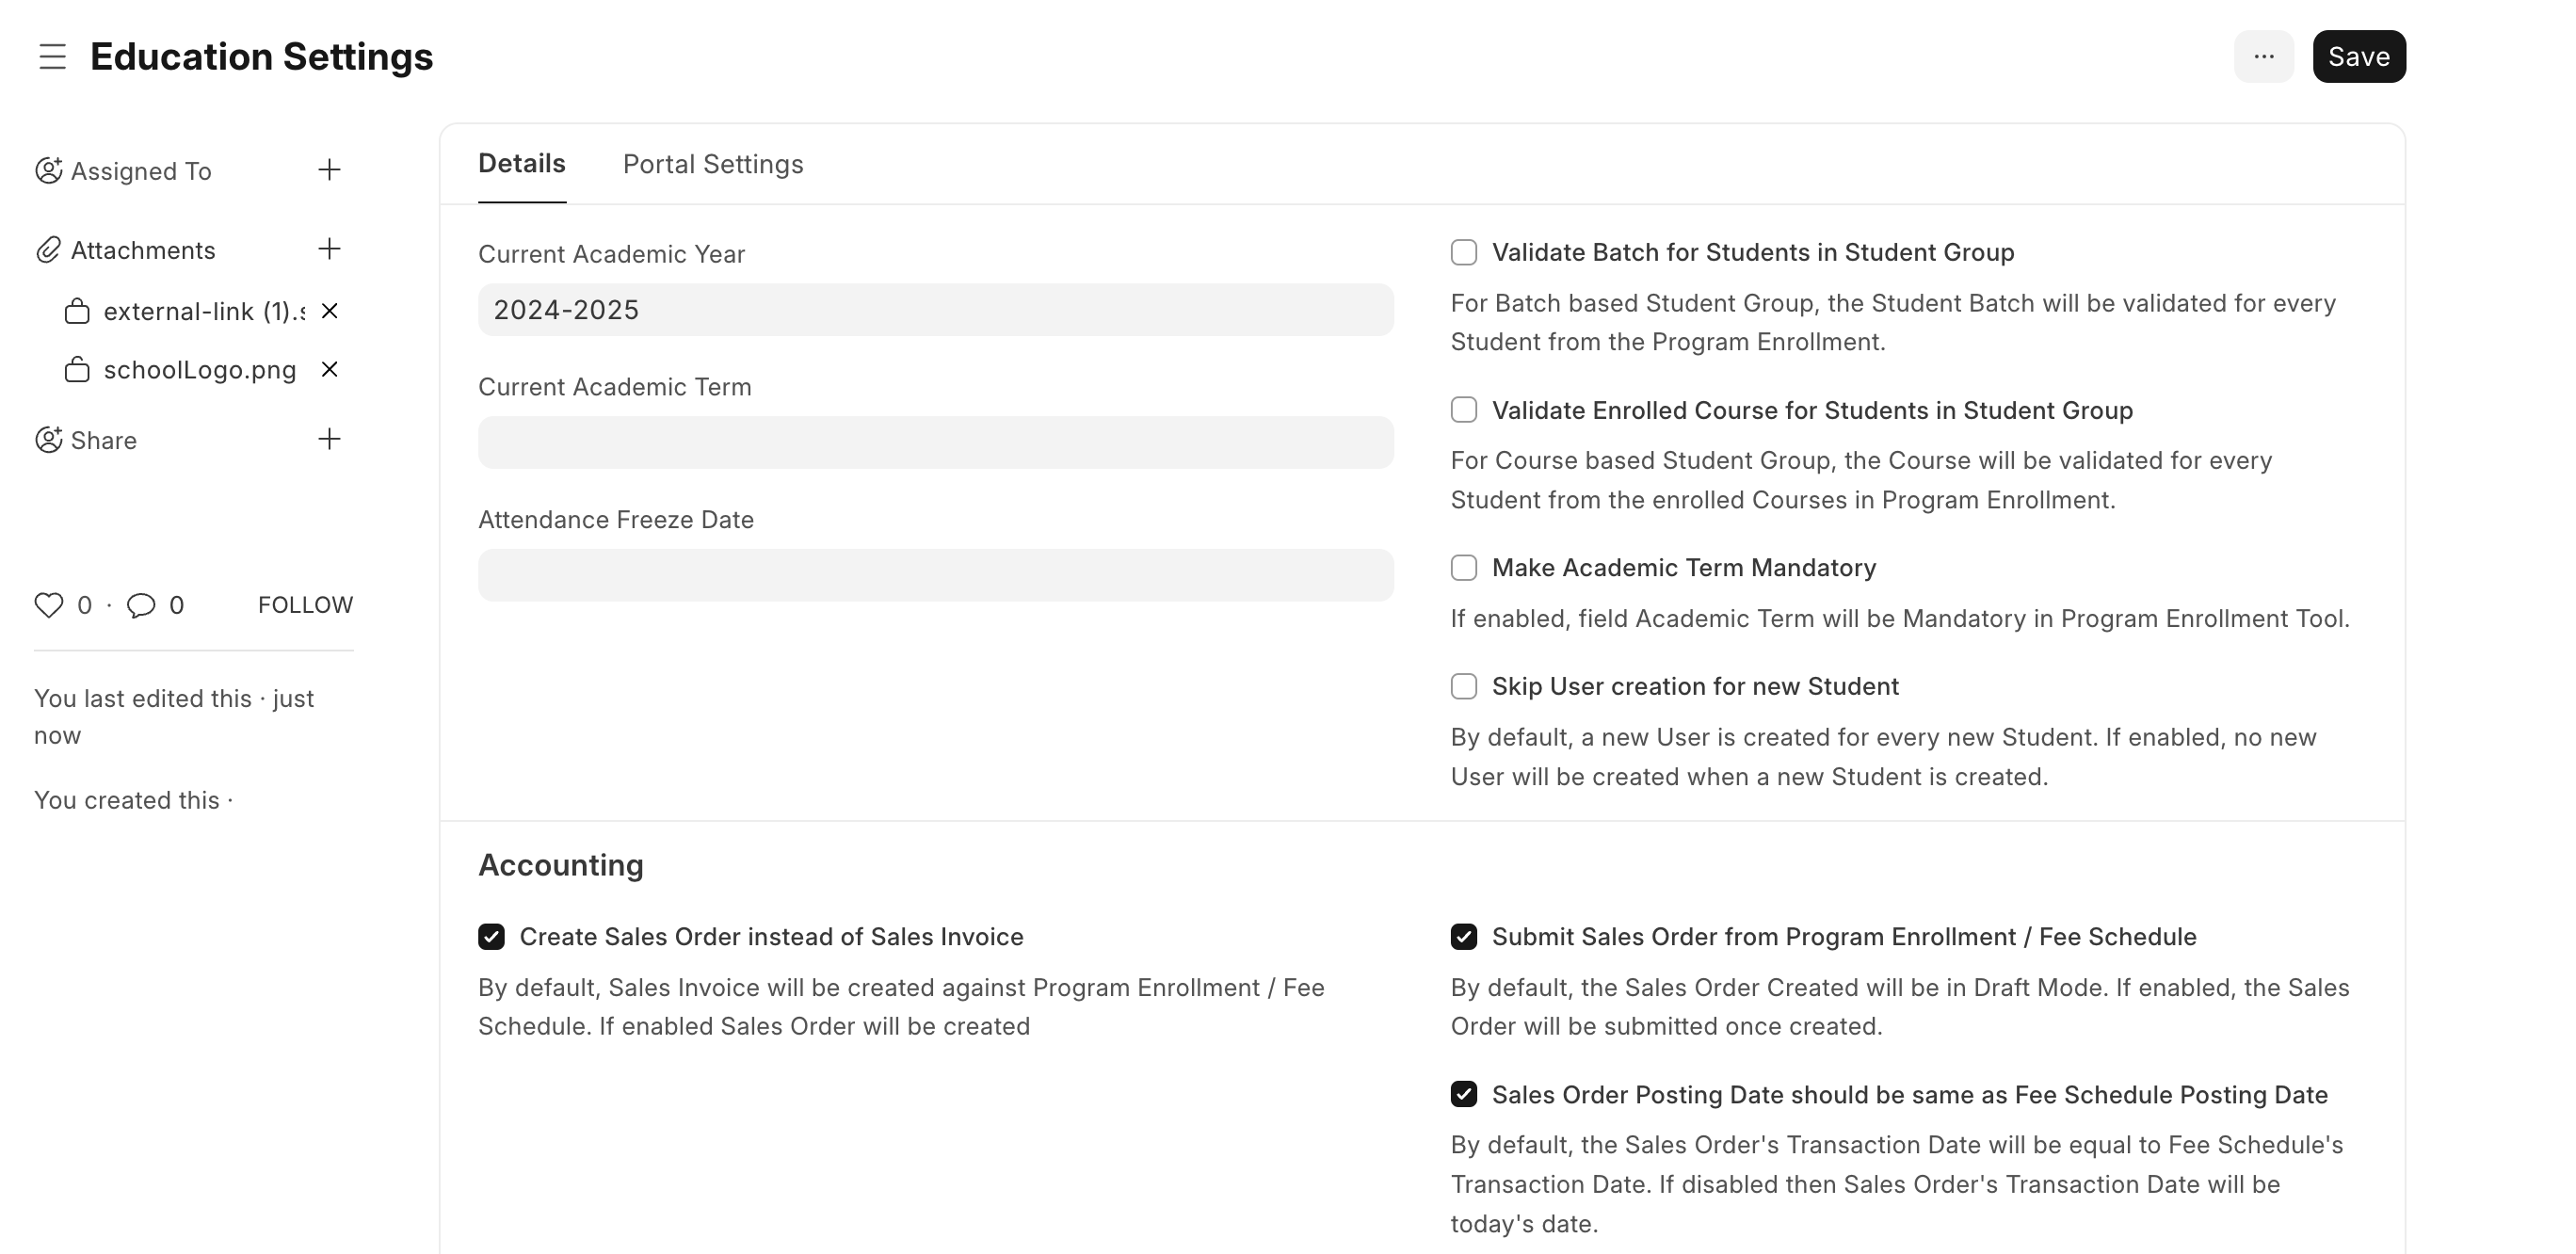 Education Settings
...
Save
Assigned To
Attachments
external-link (1).s
schoolLogo.png
Share
0 · 0 FOLLOW
You last edited this · just
now
You created this ·
Details Portal Settings
Current Academic Year
2024-2025
Current Academic Term
Attendance Freeze Date
Validate Batch for Students in Student Group
For Batch based Student Group, the Student Batch will be validated for every
Student from the Program Enrollment.
Validate Enrolled Course for Students in Student Group
For Course based Student Group, the Course will be validated for every
Student from the enrolled Courses in Program Enrollment.
Make Academic Term Mandatory
If enabled, field Academic Term will be Mandatory in Program Enrollment Tool.
Skip User creation for new Student
By default, a new User is created for every new Student. If enabled, no new
User will be created when a new Student is created.
Accounting
Create Sales Order instead of Sales Invoice
By default, Sales Invoice will be created against Program Enrollment / Fee
Schedule. If enabled Sales Order will be created
Submit Sales Order from Program Enrollment / Fee Schedule
By default, the Sales Order Created will be in Draft Mode. If enabled, the Sales
Order will be submitted once created.
Sales Order Posting Date should be same as Fee Schedule Posting Date
By default, the Sales Order's Transaction Date will be equal to Fee Schedule's
Transaction Date. If disabled then Sales Order's Transaction Date will be
today's date.